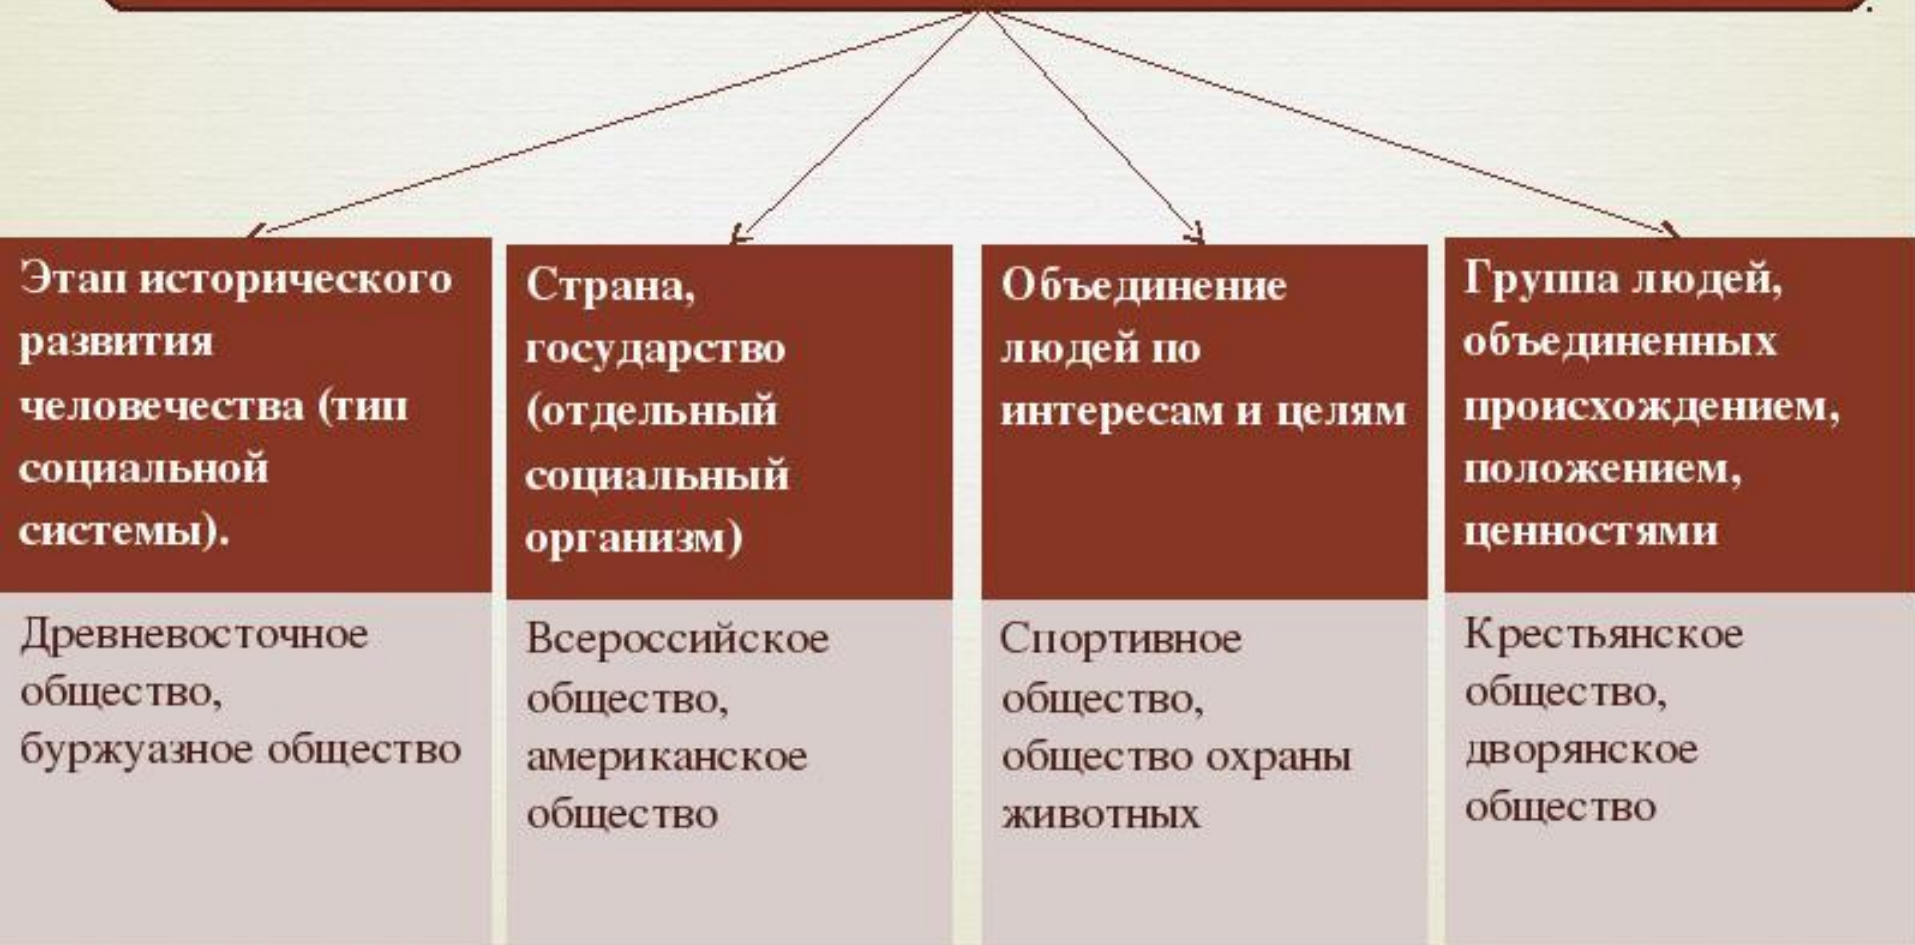 Этап исторического
развития
человечества (тип
социальной
системы).
Древневосточное
общество,
буржуазное общество
Страна,
государство
(отдельный
социальный
организм)
Всероссийское
общество,
американское
общество
Объединение
людей по
интересам и целям
Спортивное
общество,
общество охраны
животных
Группа людей,
объединенных
происхождением,
положением,
ценностями
Крестьянское
общество,
дворянское
общество